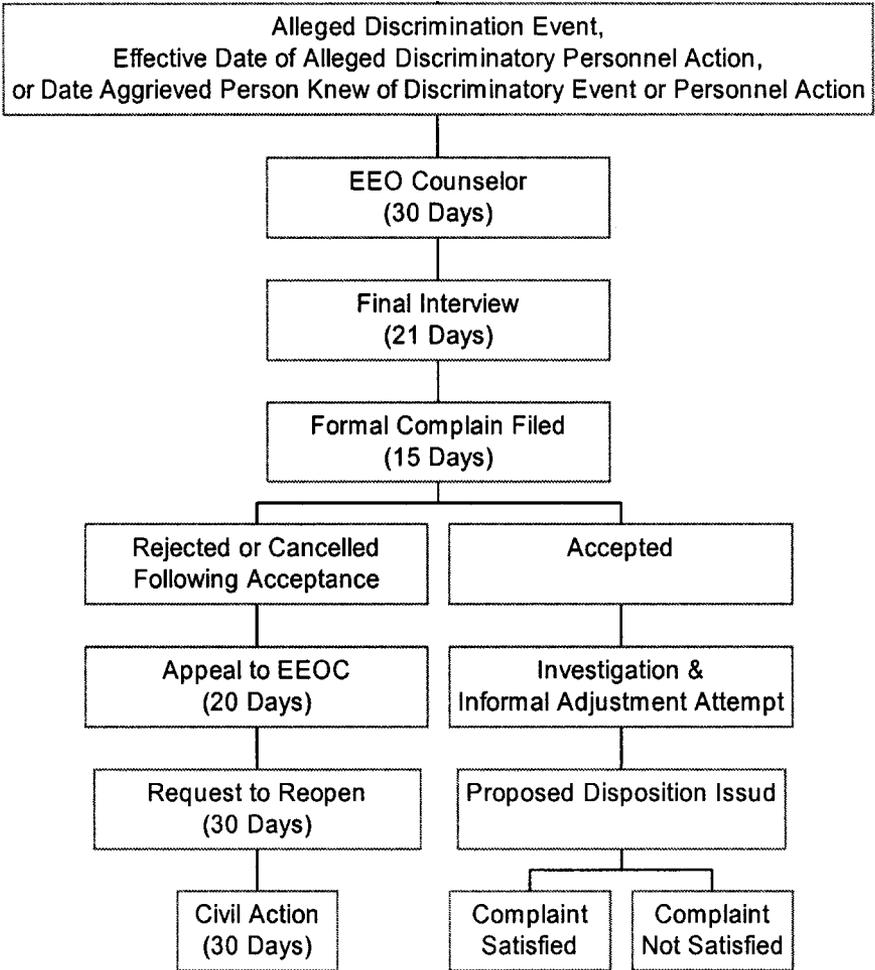 Alleged Discrimination Event,
Effective Date of Alleged Discriminatory Personnel Action,
or Date Aggrieved Person Knew of Discriminatory Event or Personnel Action
EEO Counselor
(30 Days)
Final Interview
(21 Days)
Formal Complain Filed
(15 Days)
Rejected or Cancelled
Following Acceptance
Accepted
Appeal to EEOC
(20 Days)
Investigation &
Informal Adjustment Attempt
Request to Reopen
(30 Days)
Proposed Disposition Issud
Civil Action
(30 Days)
Complaint
Satisfied
Complaint
Not Satisfied